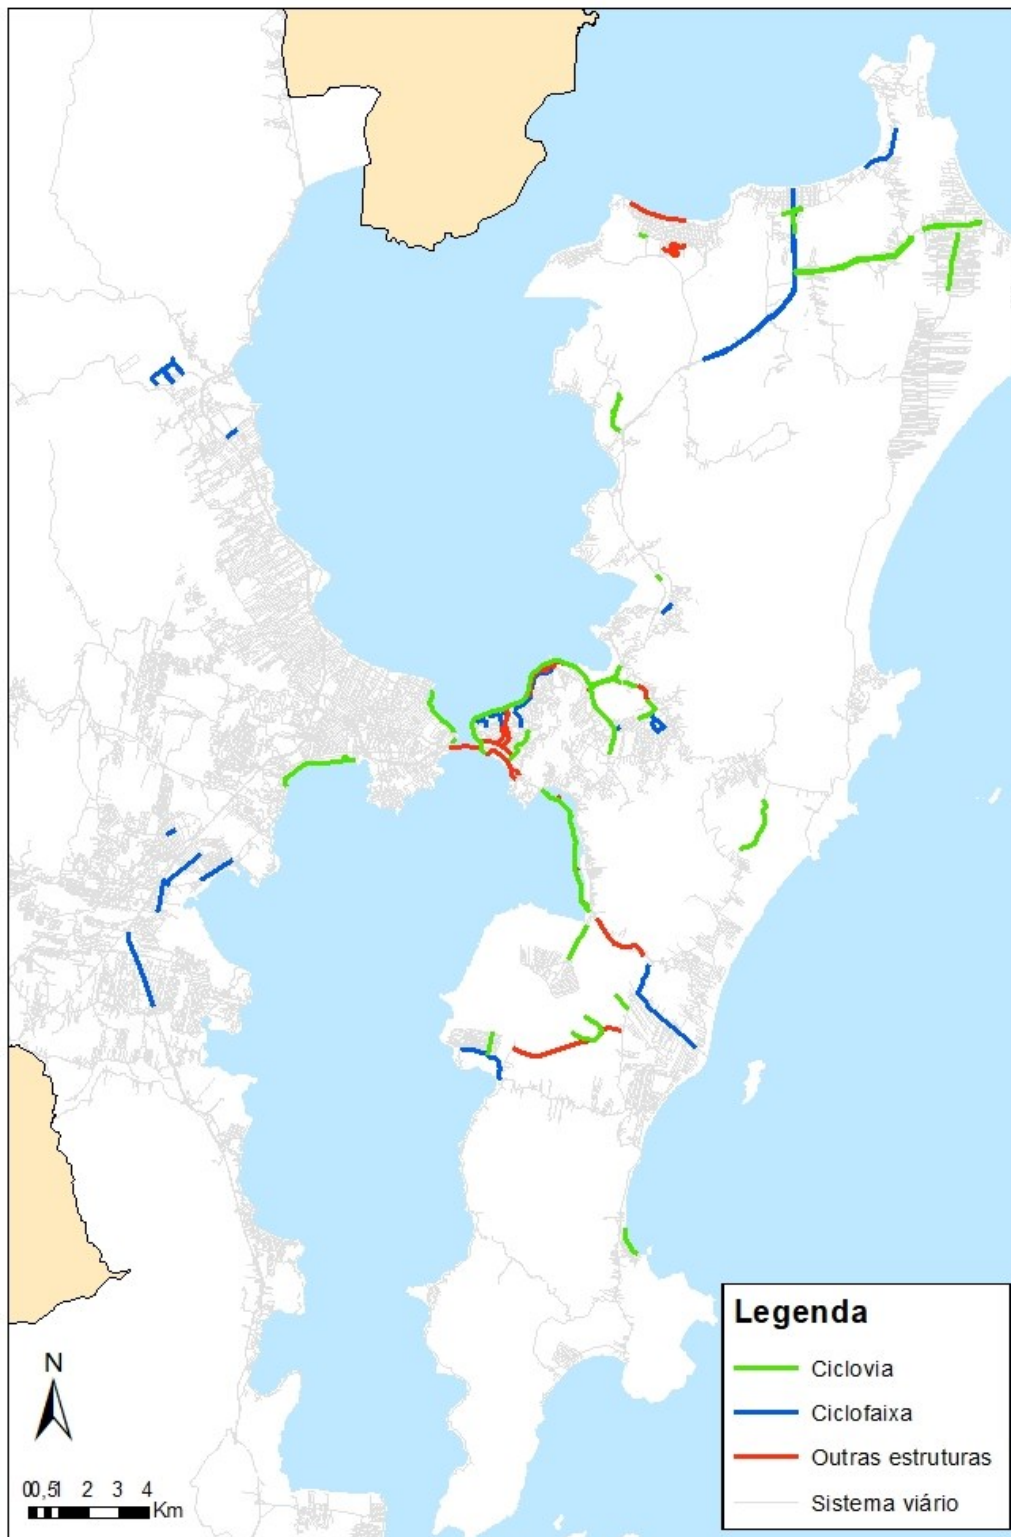 Legenda
Ciclovia
Ciclofaixa
Outras estruturas
Sistema viário
N
00,51 2 3 4
Km